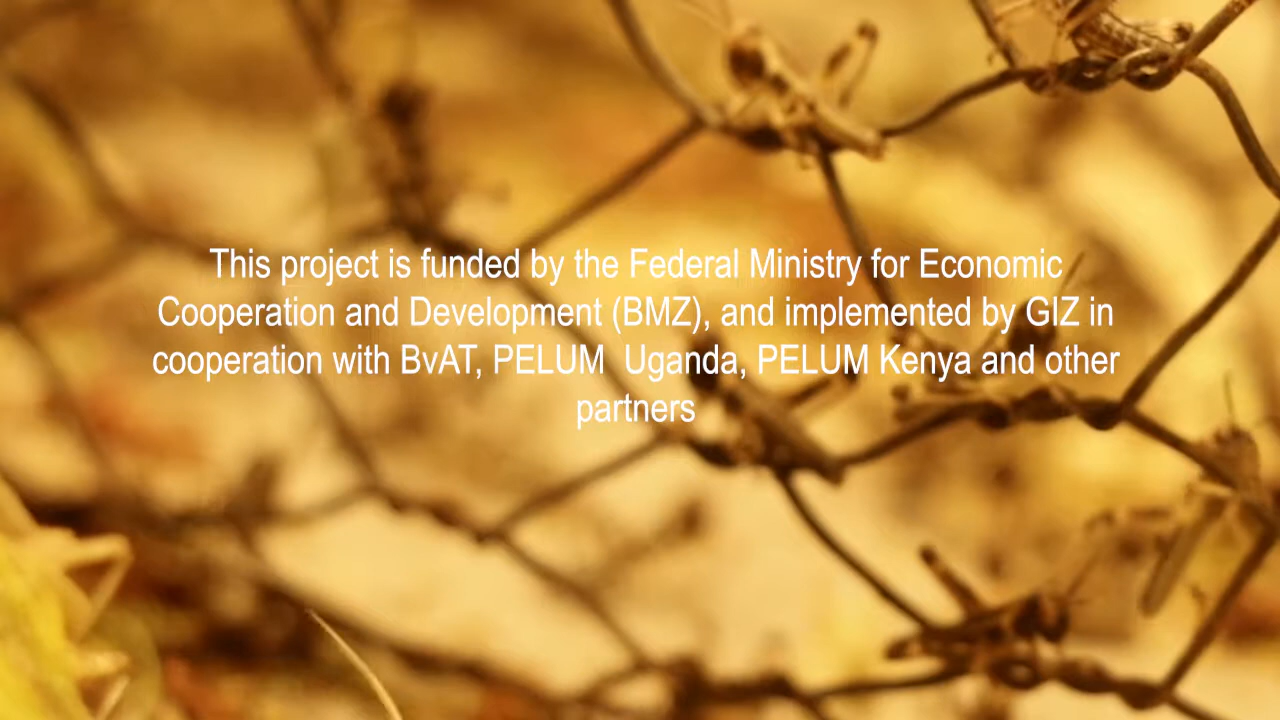 This project is funded by the Federal Ministry for Economic
Cooperation and Development (BMZ), and implemented by GIZ in
cooperation with BvAT, PELUM  Uganda, PELUM Kenya and other
partners